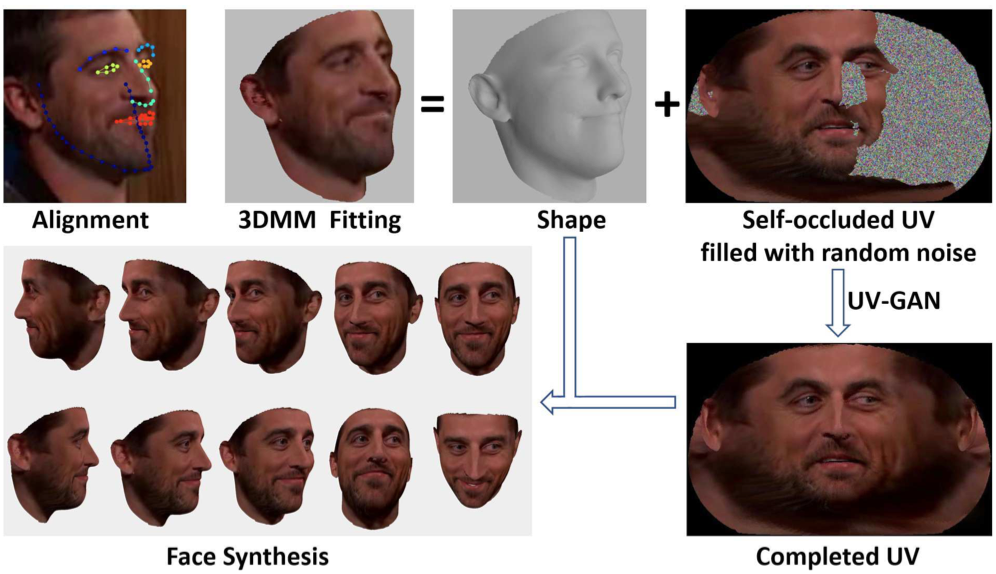 =
+
Alignment
3DMM Fitting
Shape
Self-occluded UV
filled with random noise
UV-GAN
Face Synthesis
Completed UV